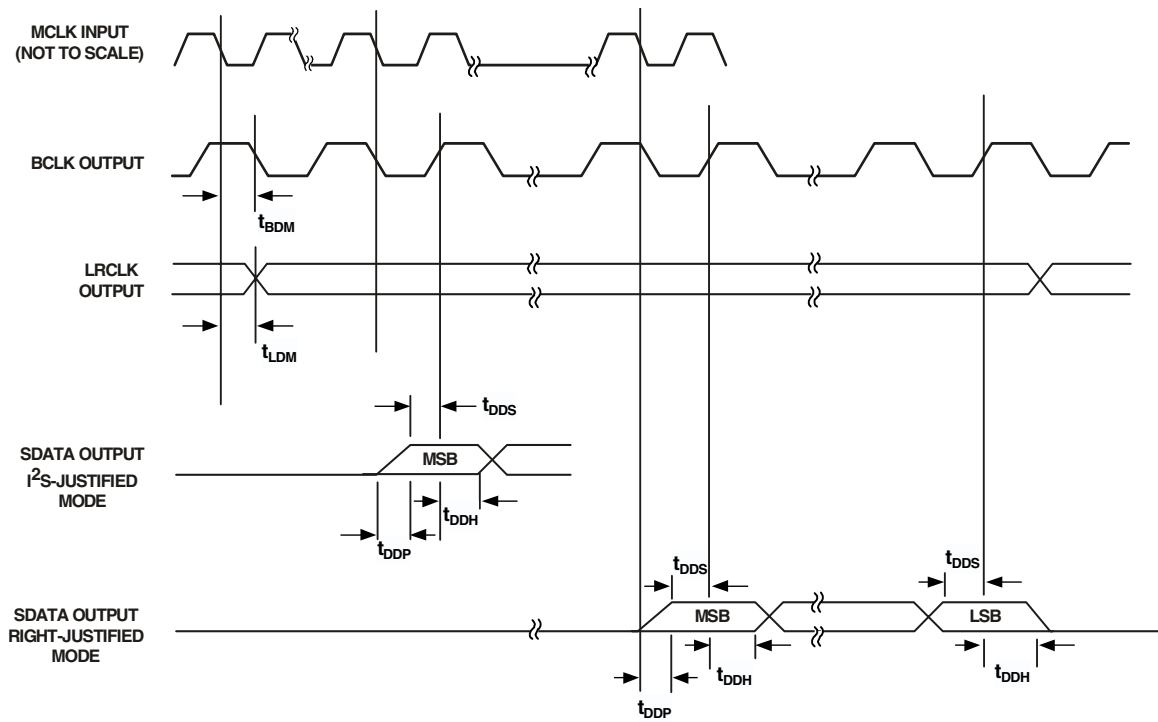 MCLK INPUT
(NOT TO SCALE)
BCLK OUTPUT
tBDM
LRCLK
OUTPUT
tLDM
tDDS
SDATA OUTPUT
I2S-JUSTIFIED
MODE
MSB
tDDH
tDDP
tDDS
tDDS
SDATA OUTPUT
RIGHT-JUSTIFIED
MODE
MSB
LSB
tDDH
tDDH
tDDP